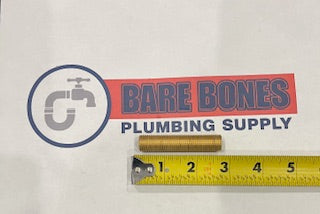 BARE BONES
PLUMBING SUPPLY
1 2 3 4 5